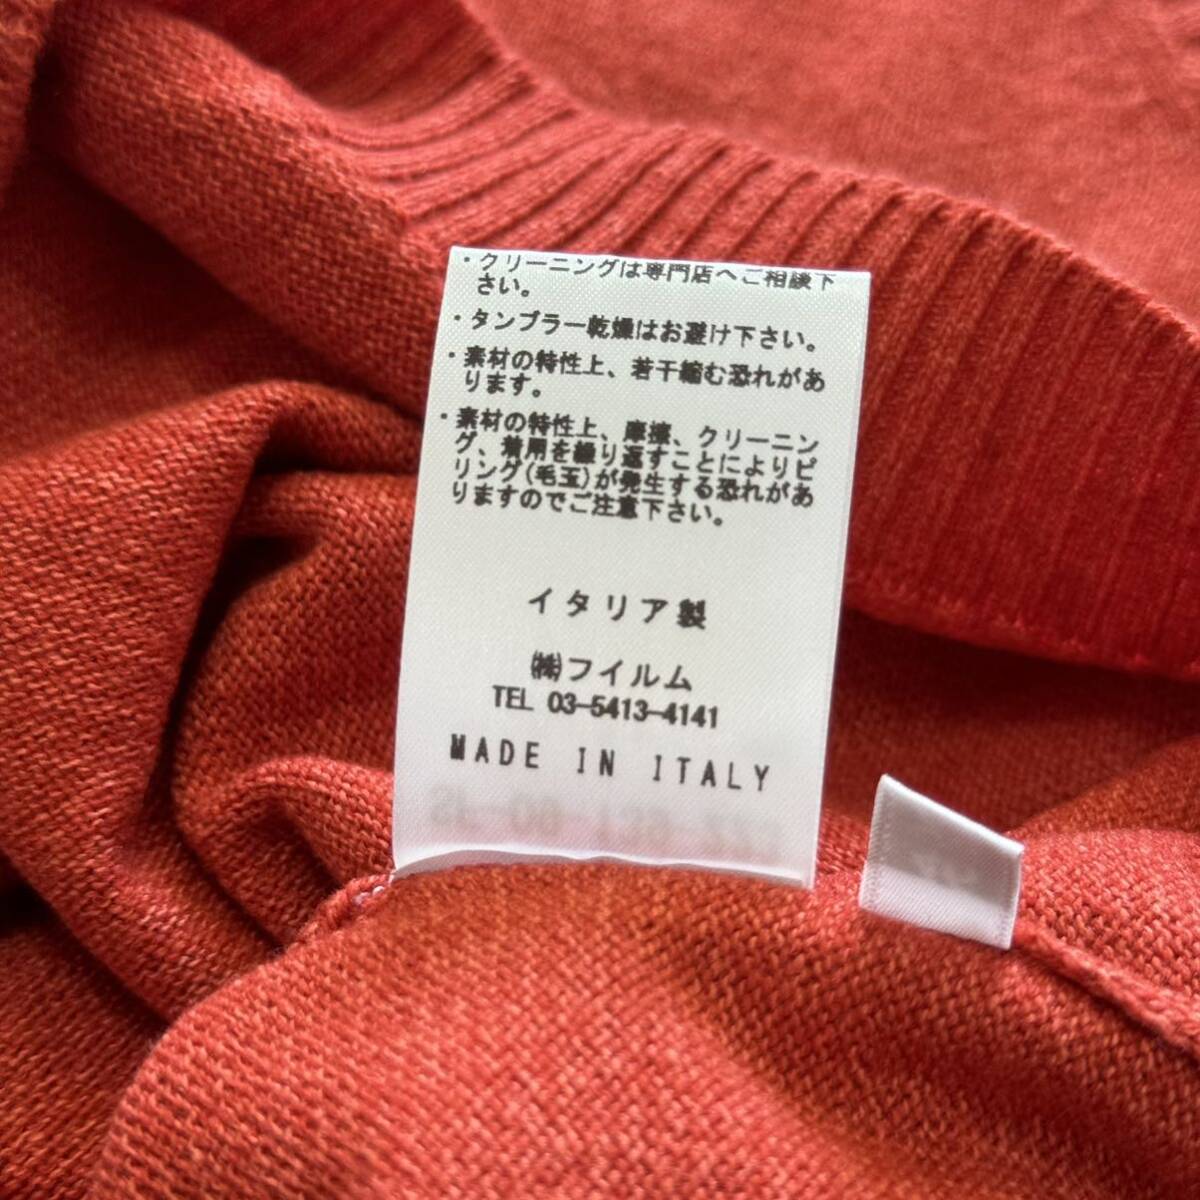 ・クリーニングは専門店へご相談下
さい。
・タンブラー乾燥はお避け下さい。
・素材の特性上、若干縮む恐れがあ
ります。
・素材の特性上、摩擦、クリーニン
グ、着用を繰り返すことによりピ
リング(毛玉)が発生する恐れがあ
りますのでご注意下さい。
イタリア製
㈱フイルム
TEL 03-5413-4141
MADE IN ITALY